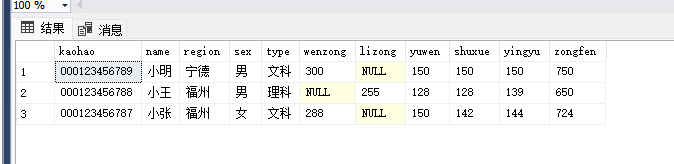 100 %
结果 消息
kaohao name region sex type wenzong lizong yuwen shuxue yingyu zongfen
1 000123456789 小明 宁德 男 文科 300 NULL 150 150 150 750
2 000123456788 小王 福州 男 理科 NULL 255 128 128 139 650
3 000123456787 小张 福州 女 文科 288 NULL 150 142 144 724